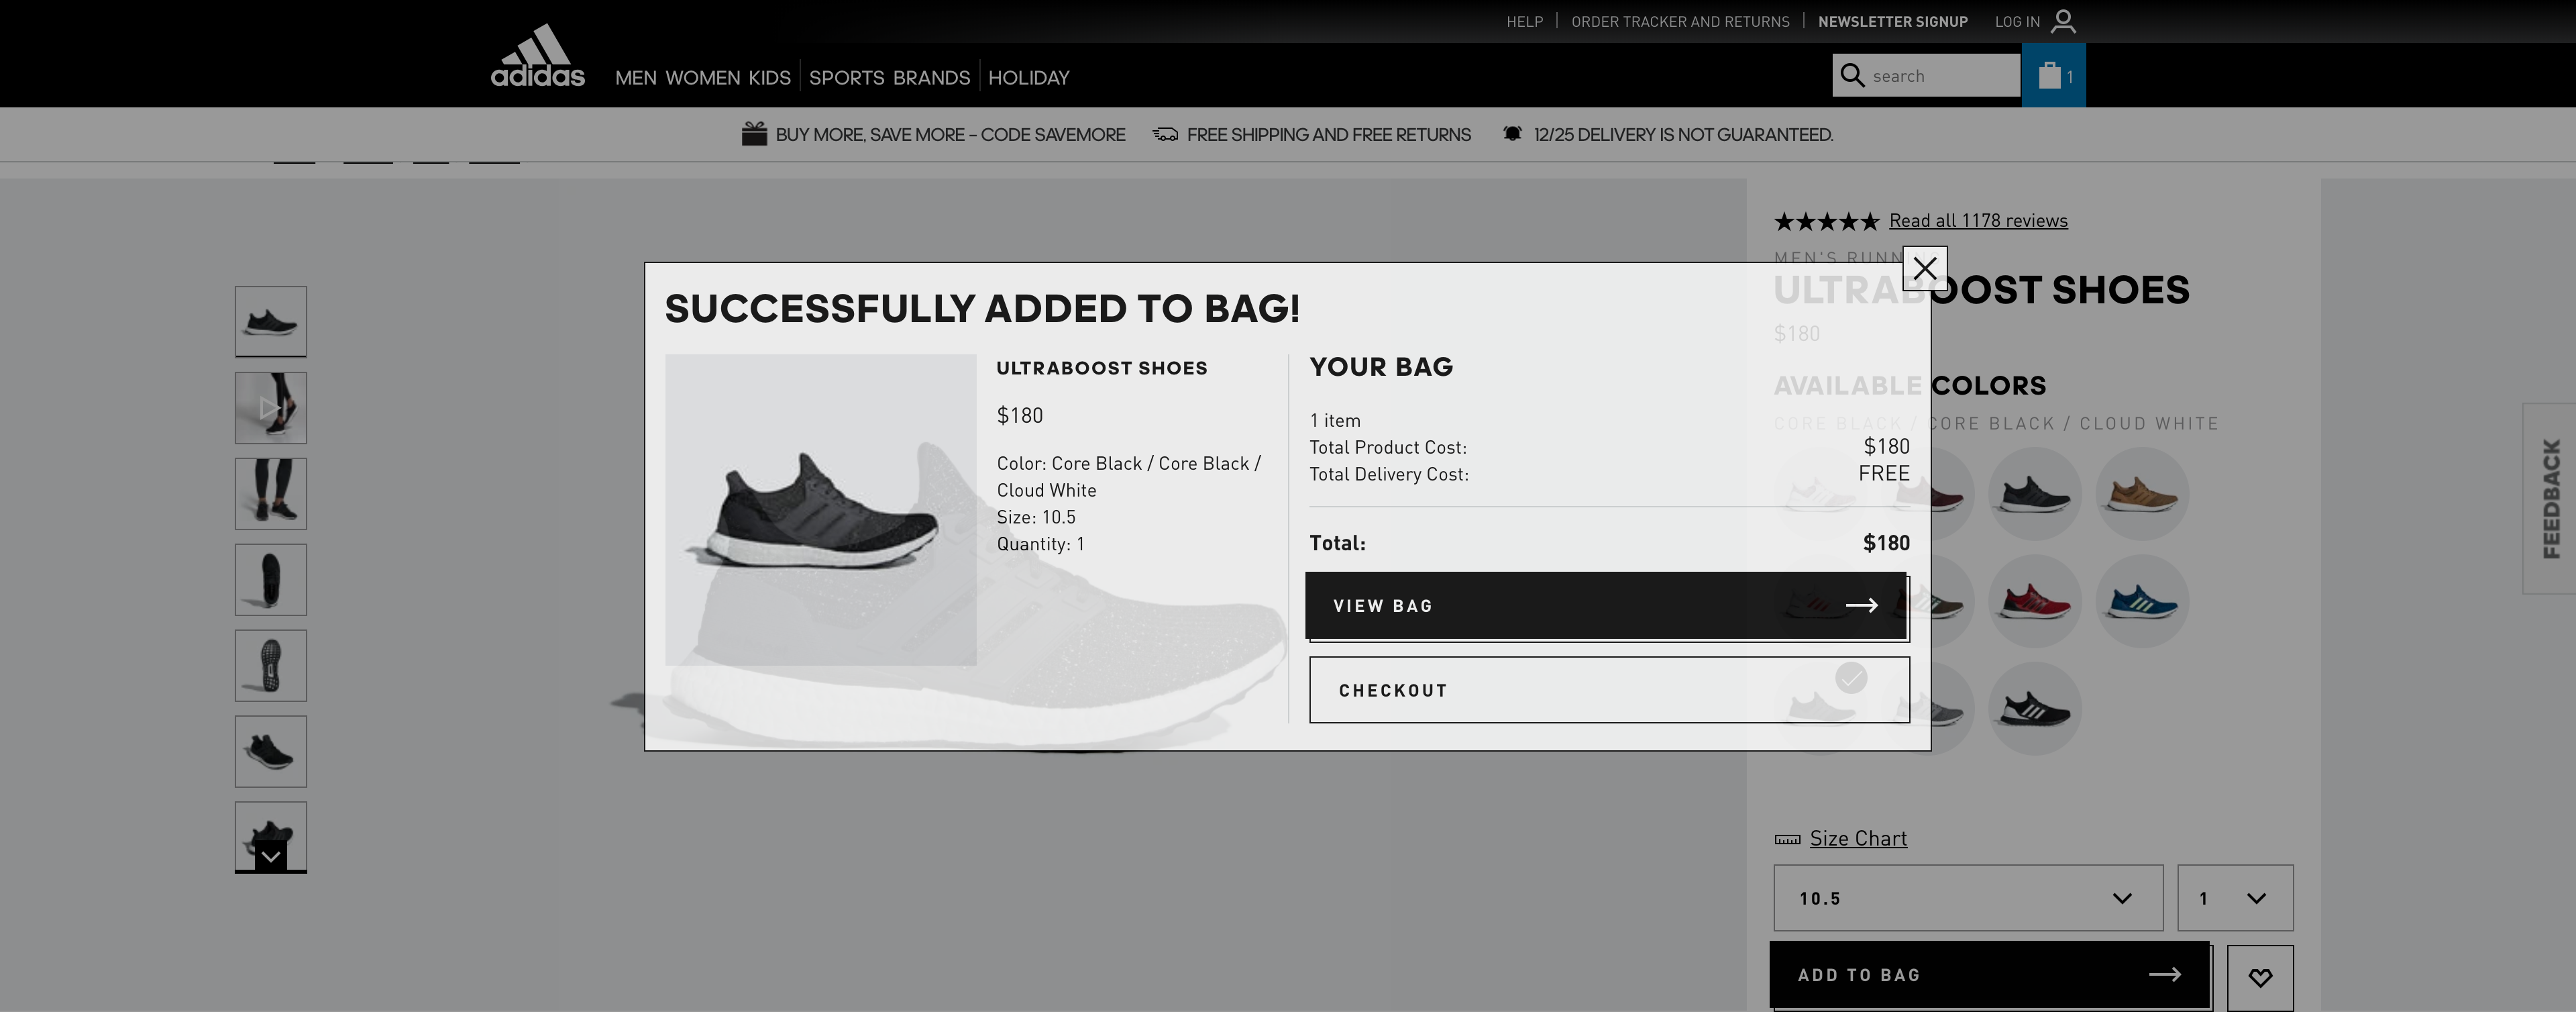 HELP
ORDER TRACKER AND RETURNS
NEWSLETTER SIGNUP
LOG IN
adidas
MEN WOMEN KIDS
SPORTS BRANDS
HOLIDAY
search
1
BUY MORE, SAVE MORE – CODE SAVEMORE
FREE SHIPPING AND FREE RETURNS
12/25 DELIVERY IS NOT GUARANTEED.
Read all 1178 reviews
MEN'S RUNN
ULTRABOOST SHOES
$180
AVAILABLE COLORS
CORE BLACK / CORE BLACK / CLOUD WHITE
SUCCESSFULLY ADDED TO BAG!
ULTRABOOST SHOES
$180
Color: Core Black / Core Black /
Cloud White
Size: 10.5
Quantity: 1
YOUR BAG
1 item
Total Product Cost: $180
Total Delivery Cost: FREE
Total: $180
VIEW BAG
CHECKOUT
FEEDBACK
Size Chart
10.5
1
ADD TO BAG